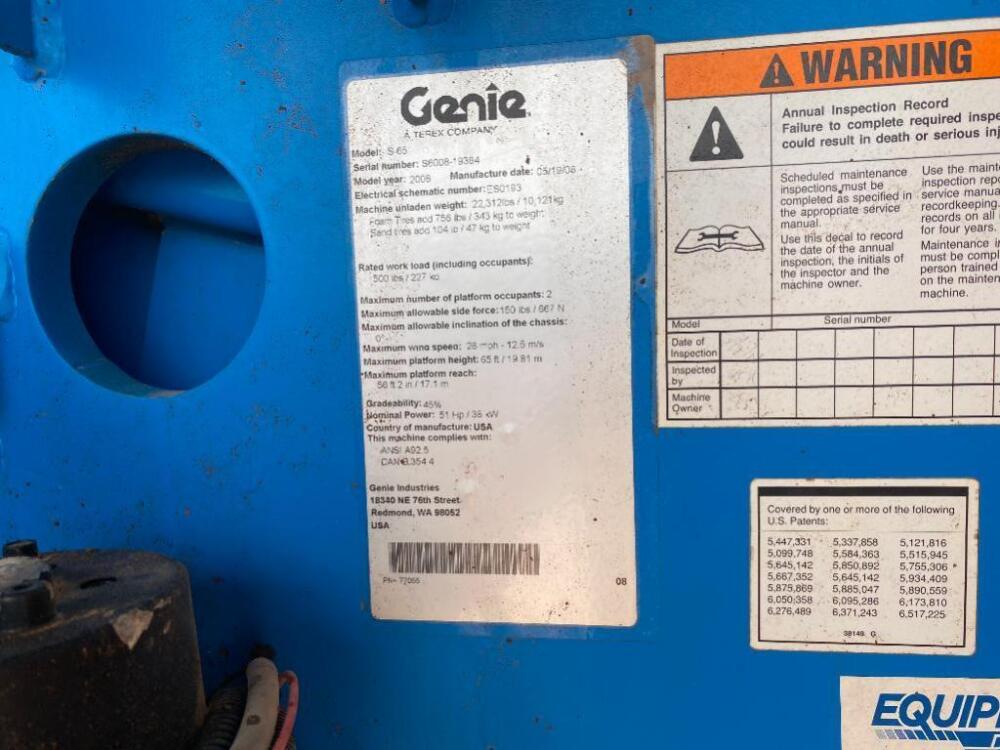 Genie
A TEREX COMPANY
Model: S-65
Serial number: S6008-19384
Model year: 2008 Manufacture date: 05/19/08
Electrical schematic number: ES0193
Machine unladen weight: 22,312lbs / 10,121kg
Foam Tires add 756 lbs / 343 kg to weight
Sand tires add 104 lb / 47 kg to weight
Rated work load (including occupants):
500 lbs / 227 kg
Maximum number of platform occupants: 2
Maximum allowable side force: 150 lbs / 667 N
Maximum allowable inclination of the chassis:
0°
Maximum wind speed: 28 mph - 12.5 m/s
Maximum platform height: 65 ft / 19.81 m
Maximum platform reach:
56 ft 2 in / 17.1 m
Gradeability: 45%
Nominal Power: 51 Hp / 38 kW
Country of manufacture: USA
This machine complies with:
ANSI A92.5
CAN B.354.4
Genie Industries
18340 NE 76th Street
Redmond, WA 98052
USA
PN- 77055
08
WARNING
Annual Inspection Record
Failure to complete required
could result in death or serious
Scheduled maintenance
inspections must be
completed as specified in
the appropriate service
manual.
Use this decal to record
the date of the annual
inspection, the initials of
the inspector and the
machine owner.
Use the
inspection
service
recordkeeping.
records on all
for four years.
Maintenance
must be
person trained
on the
machine.
Model Serial number
Date of
Inspection
Inspected
by
Machine
Owner
Covered by one or more of the following
U.S. Patents:
5,447,331 5,337,858 5,121,816
5,099,748 5,584,363 5,515,945
5,645,142 5,850,892 5,755,306
5,667,352 5,645,142 5,934,409
5,875,869 5,885,047 5,890,559
6,050,358 6,095,286 6,173,810
6,276,489 6,371,243 6,517,225
38148 G